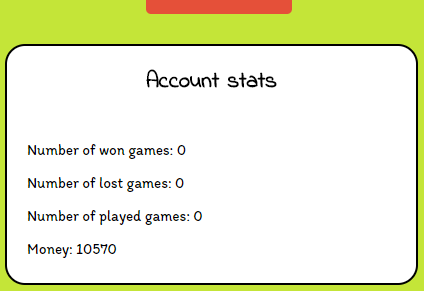 Account stats
Number of won games: 0
Number of lost games: 0
Number of played games: 0
Money: 10570